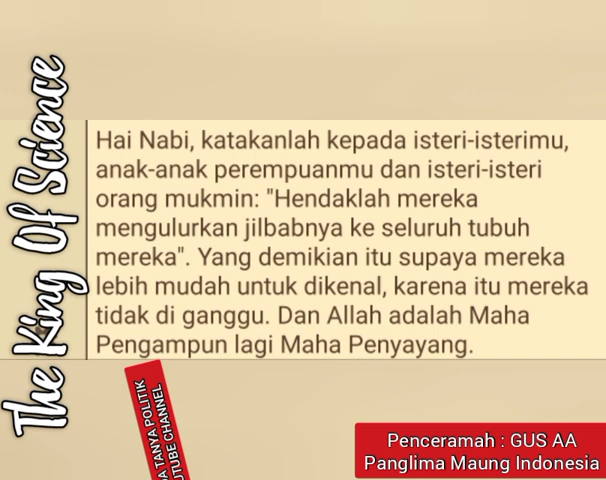 The King Of Science
Hai Nabi, katakanlah kepada isteri-isterimu,
anak-anak perempuanmu dan isteri-isteri
orang mukmin: "Hendaklah mereka
mengulurkan jilbabnya ke seluruh tubuh
mereka". Yang demikian itu supaya mereka
lebih mudah untuk dikenal, karena itu mereka
tidak di ganggu. Dan Allah adalah Maha
Pengampun lagi Maha Penyayang.
TANYA POLITIK
CHANNEL
Penceramah : GUS AA
Panglima Maung Indonesia